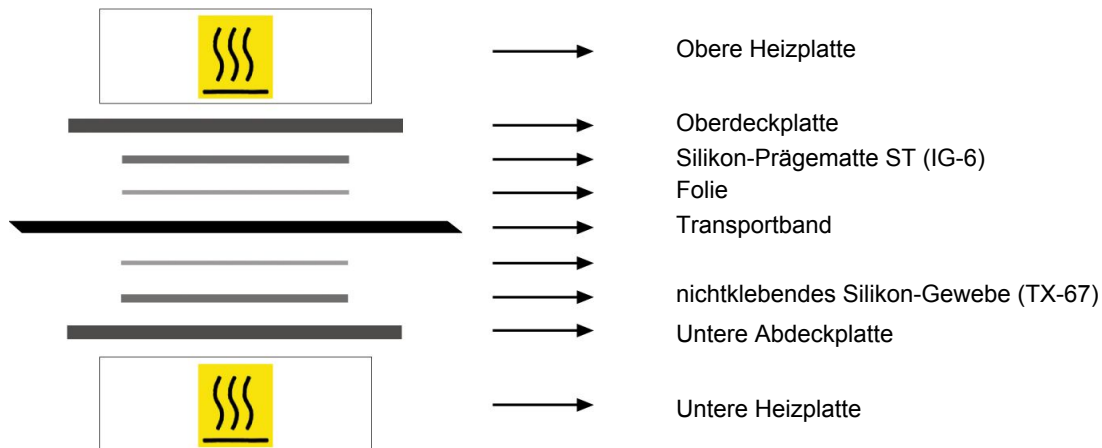 Obere Heizplatte
Oberdeckplatte
Silikon-Prägematte ST (IG-6)
Folie
Transportband
nichtklebendes Silikon-Gewebe (TX-67)
Untere Abdeckplatte
Untere Heizplatte